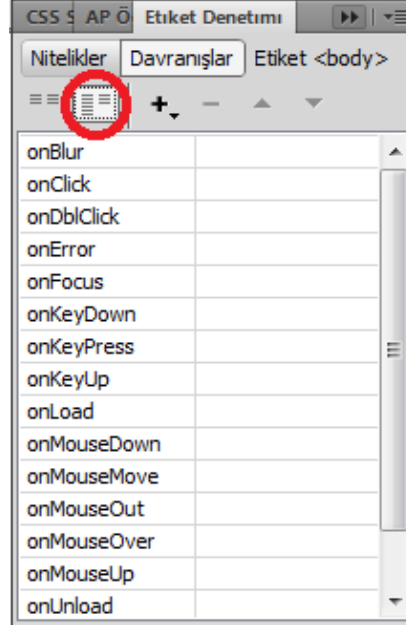 CSS S AP Ö Etiket Denetimi
Nitelikler Davranışlar Etiket <body>
onBlur
onClick
onDblClick
onError
onFocus
onKeyDown
onKeyPress
onKeyUp
onLoad
onMouseDown
onMouseMove
onMouseOut
onMouseOver
onMouseUp
onUnload